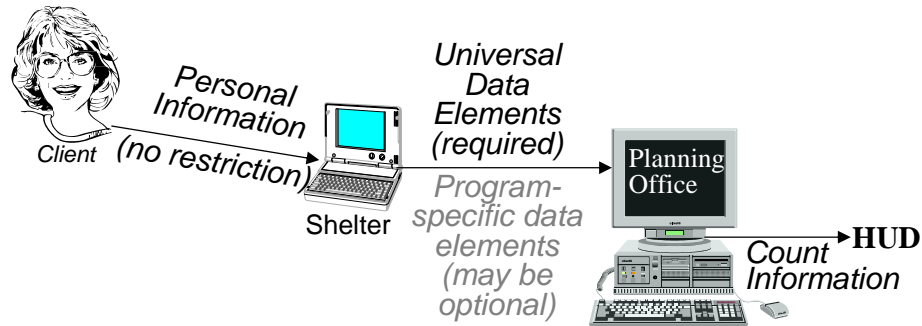 Client
Personal
Information
(no restriction)
Shelter
Universal
Data
Elements
(required)
Program-
specific data
elements
(may be
optional)
Planning
Office
Count
Information
HUD